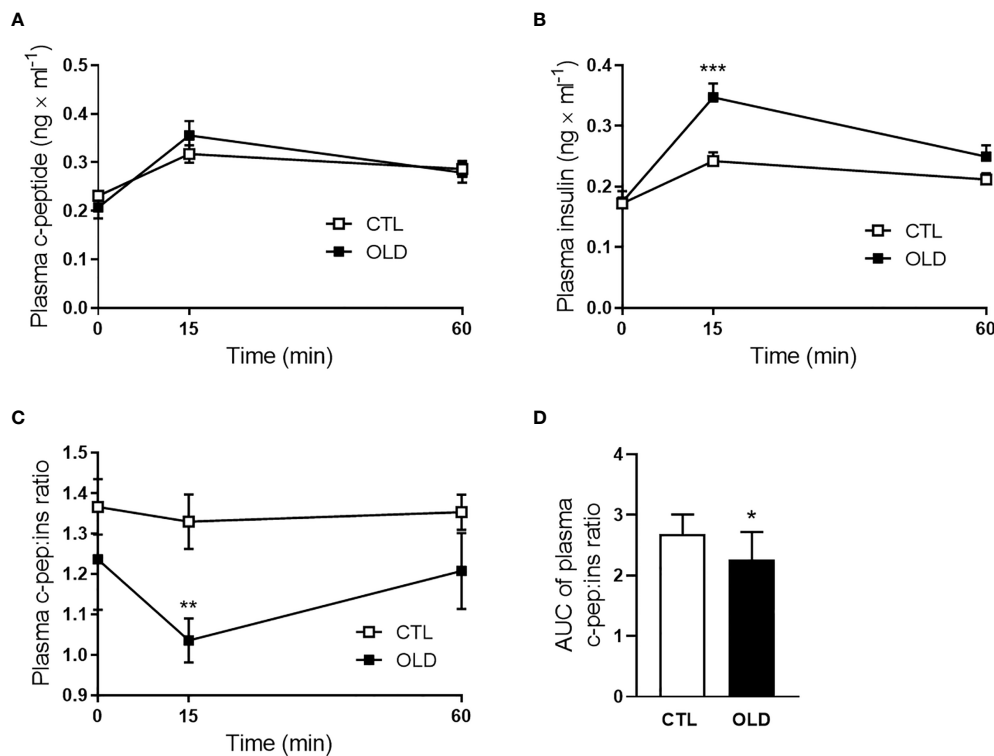 A
Plasma c-peptide (ng × ml⁻¹)
0.5
0.4
0.3
0.2
0.1
0.0
CTL
OLD
0 15 60
Time (min)
B
Plasma insulin (ng × ml⁻¹)
0.4
0.3
0.2
0.1
0.0
***
CTL
OLD
0 15 60
Time (min)
C
Plasma c-pep:ins ratio
1.5
1.4
1.3
1.2
1.1
1.0
0.9
**
CTL
OLD
0 15 60
Time (min)
D
AUC of plasma
c-pep:ins ratio
4
3
2
1
0
*
CTL OLD